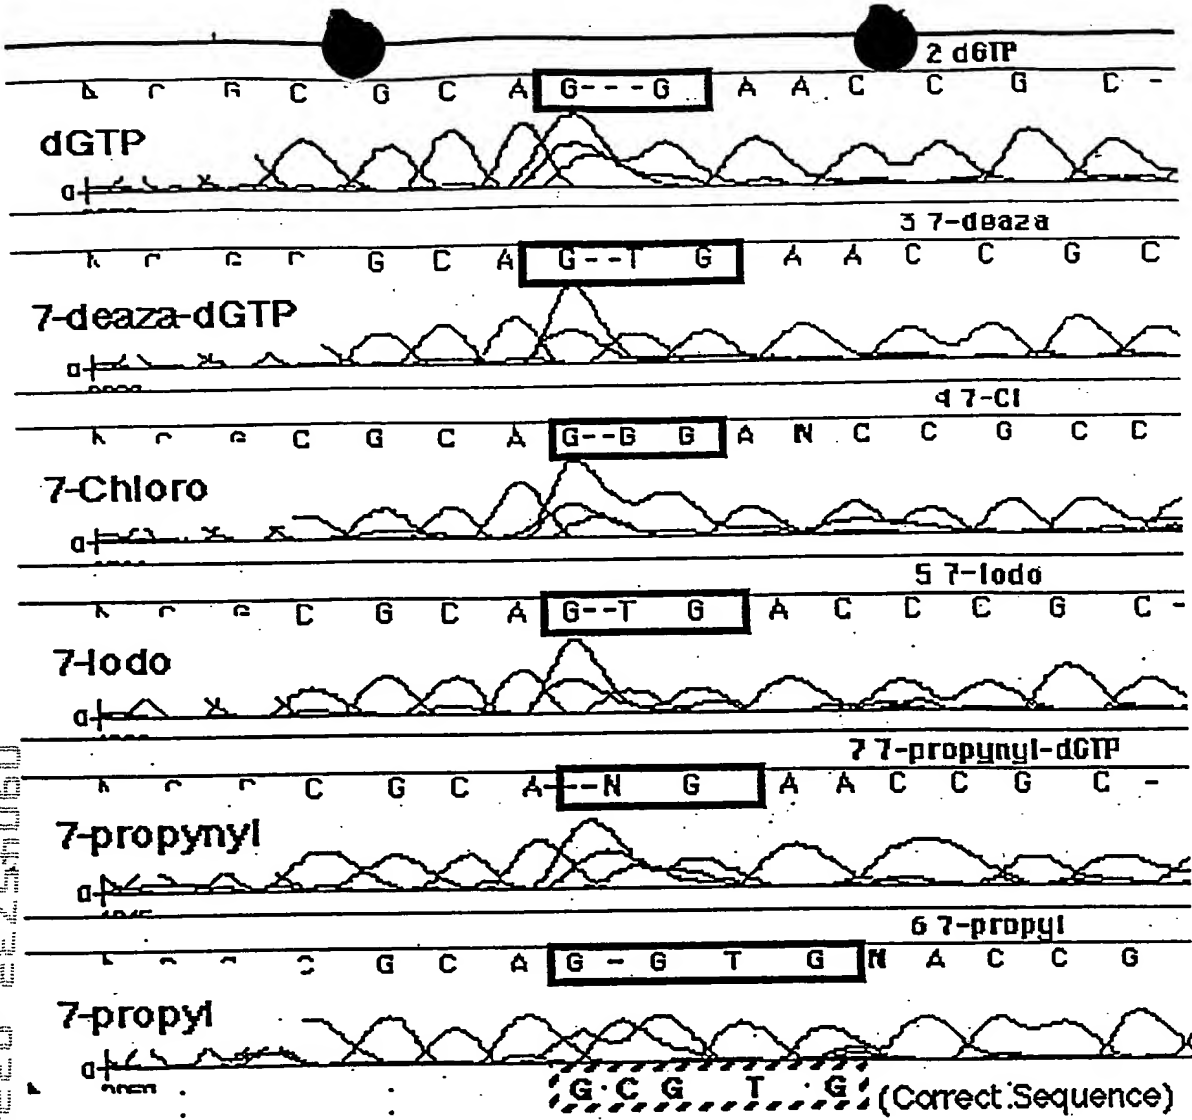 2 dGTP
G C G C A G---G A A C C G C -
dGTP
a
3 7-deaza
G C A G--T G A A C C G C
7-deaza-dGTP
a
4 7-Cl
C G C A G--G G A N C C G C C
7-Chloro
a
5 7-Iodo
C G C A G--T G A C C C G C -
7-Iodo
a
7 7-propynyl-dGTP
C G C A---N G A A C C G C -
7-propynyl
a
6 7-propyl
G C A G - G T G N A C C G
7-propyl
a
G C G T G (Correct Sequence)